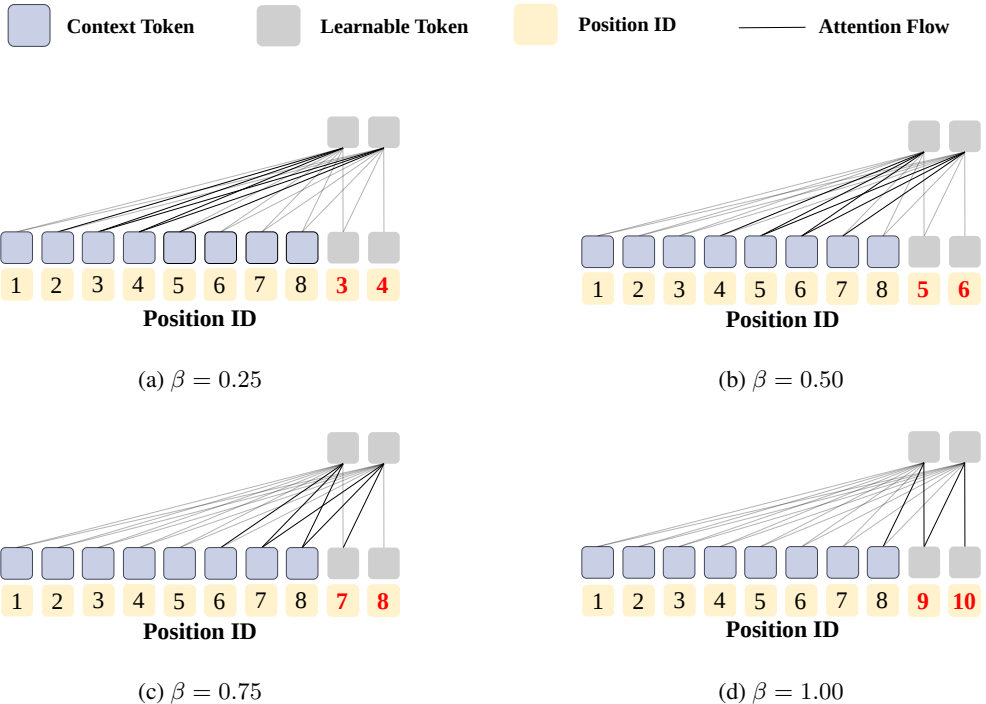 Context Token Learnable Token Position ID Attention Flow
1 2 3 4 5 6 7 8 3 4
Position ID
(a) β = 0.25
1 2 3 4 5 6 7 8 5 6
Position ID
(b) β = 0.50
1 2 3 4 5 6 7 8 7 8
Position ID
(c) β = 0.75
1 2 3 4 5 6 7 8 9 10
Position ID
(d) β = 1.00